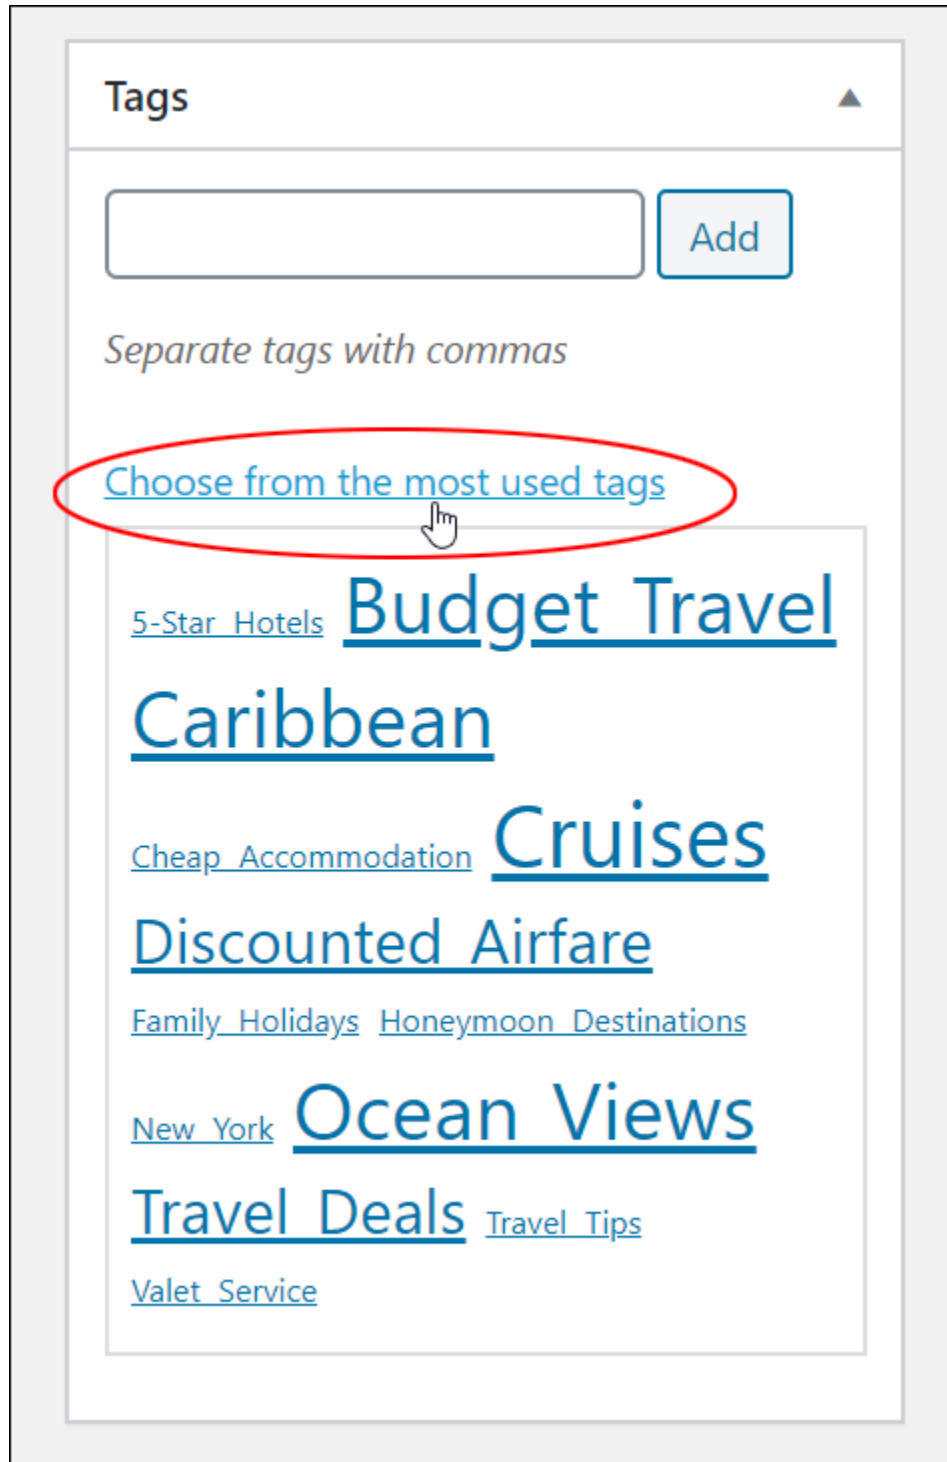 Tags
Add
Separate tags with commas
Choose from the most used tags
5-Star Hotels Budget Travel
Caribbean
Cheap Accommodation Cruises
Discounted Airfare
Family Holidays Honeymoon Destinations
New York Ocean Views
Travel Deals Travel Tips
Valet Service